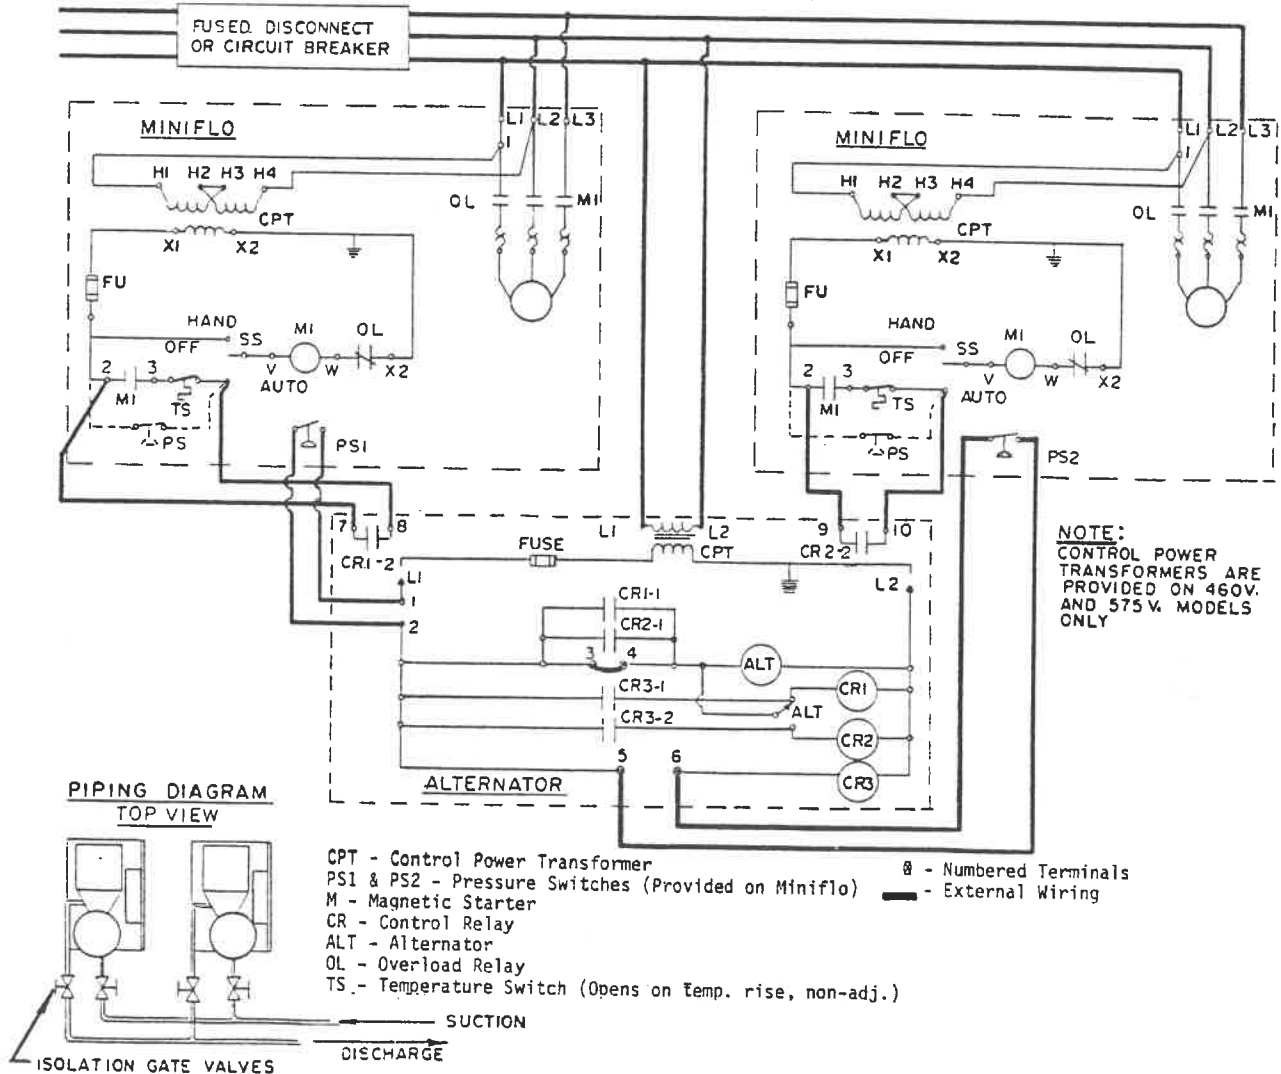 FUSED DISCONNECT
OR CIRCUIT BREAKER
MINIFLO
L1 L2 L3
1
H1 H2 H3 H4
OL
M1
CPT
X1 X2
FU
HAND
OFF
SS
M1
OL
V
AUTO
W
X2
2
3
M1
TS
PS
PS1
MINIFLO
L1 L2 L3
1
H1 H2 H3 H4
OL
M1
CPT
X1 X2
FU
HAND
OFF
SS
M1
OL
V
W
X2
AUTO
2
3
M1
TS
PS
PS2
7
8
CR1-2
L1
L2
CPT
FUSE
9
10
CR2-2
L1
1
2
L2
CR1-1
CR2-1
3
4
ALT
CR3-1
CR1
ALT
CR3-2
CR2
5
6
CR3
ALTERNATOR
NOTE:
CONTROL POWER
TRANSFORMERS ARE
PROVIDED ON 460V.
AND 575V. MODELS
ONLY
PIPING DIAGRAM
TOP VIEW
CPT - Control Power Transformer
PS1 & PS2 - Pressure Switches (Provided on Miniflo)
M - Magnetic Starter
CR - Control Relay
ALT - Alternator
OL - Overload Relay
TS - Temperature Switch (Opens on temp. rise, non-adj.)
- Numbered Terminals
- External Wiring
SUCTION
DISCHARGE
ISOLATION GATE VALVES